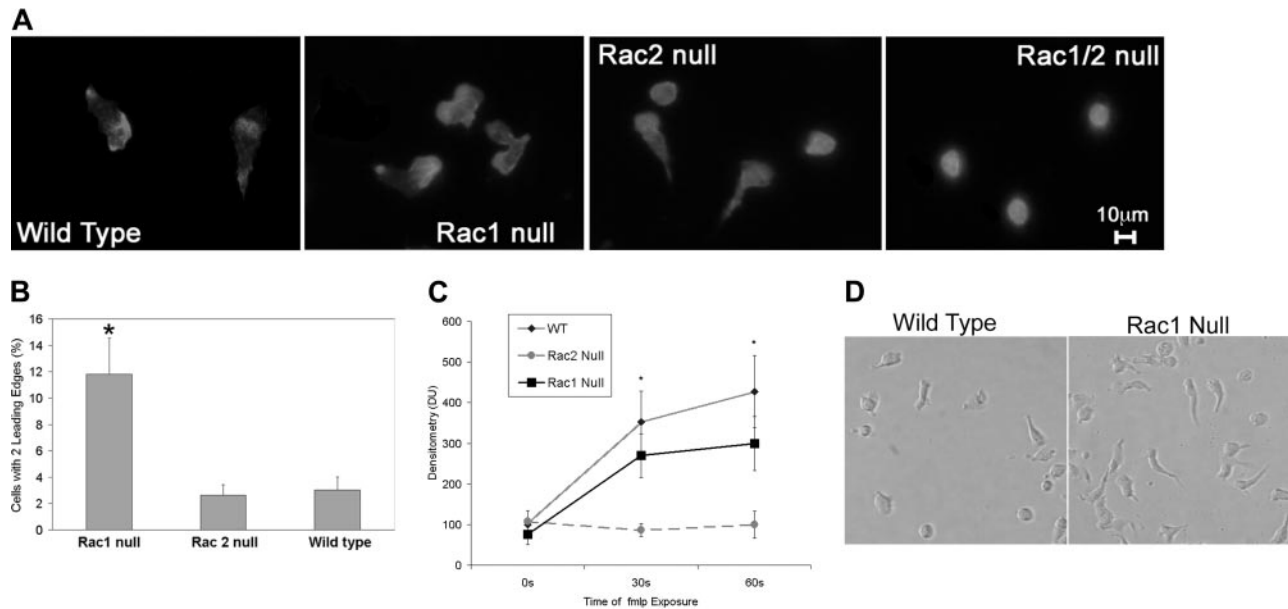 A
Wild Type
Rac1 null
Rac2 null
Rac1/2 null
10µm
B
Cells with 2 Leading Edges (%)
16
14
12
10
8
6
4
2
0
*
Rac1 null
Rac 2 null
Wild type
C
Densitometry (DU)
600
500
400
300
200
100
0
WT
Rac2 Null
Rac1 Null
*
*
0s
30s
60s
Time of fmlp Exposure
D
Wild Type
Rac1 Null